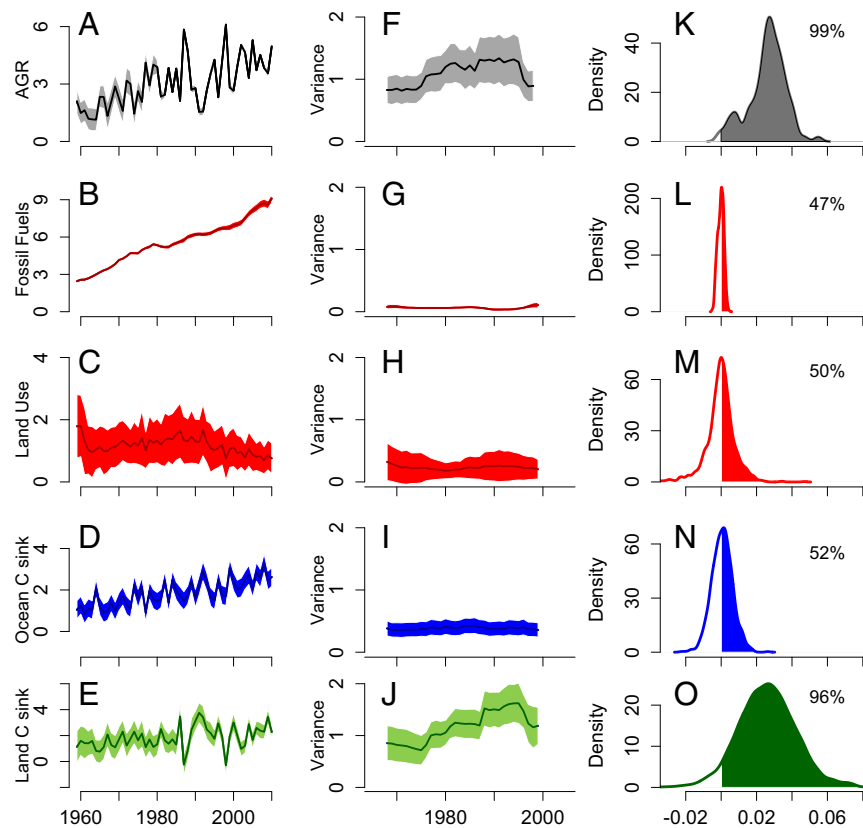 A
AGR
0
3
6
F
Variance
0
1
2
K
99%
Density
0
20
40
B
Fossil Fuels
0
3
6
9
G
Variance
0
1
2
L
47%
Density
0
100
200
C
Land Use
0
2
4
H
Variance
0
1
2
M
50%
Density
0
30
60
D
Ocean C sink
0
2
4
I
Variance
0
1
2
N
52%
Density
0
30
60
E
Land C sink
0
2
4
1960 1980 2000
J
Variance
0
1
2
1980 2000
O
96%
Density
0
10
20
-0.02 0.02 0.06